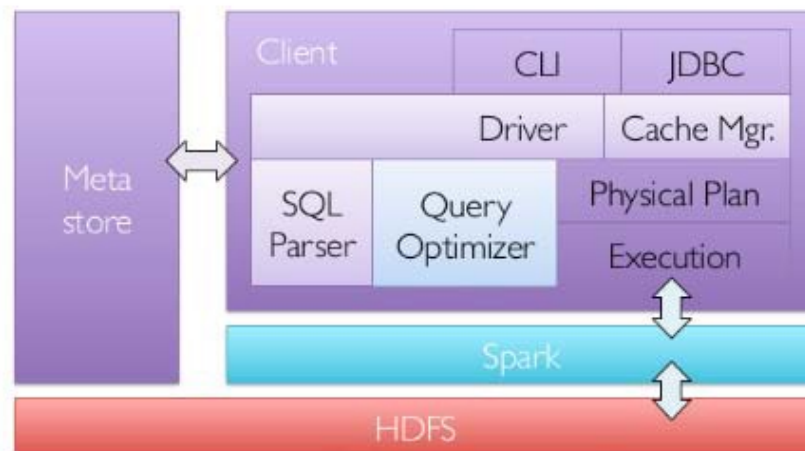 Meta
store
Client
CLI
JDBC
Driver
Cache Mgr.
SQL
Parser
Query
Optimizer
Physical Plan
Execution
Spark
HDFS